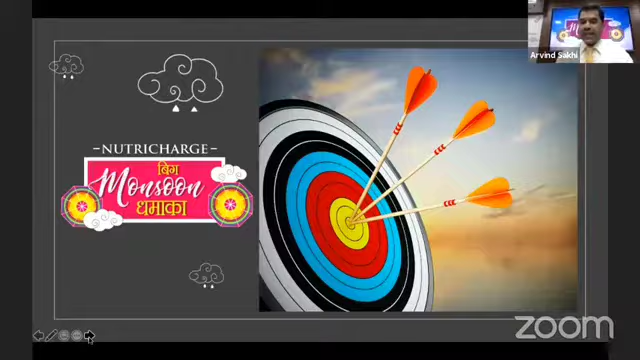 Arvind Sakhi
-NUTRICHARGE-
बिग
Monsoon
धमाका
zoom